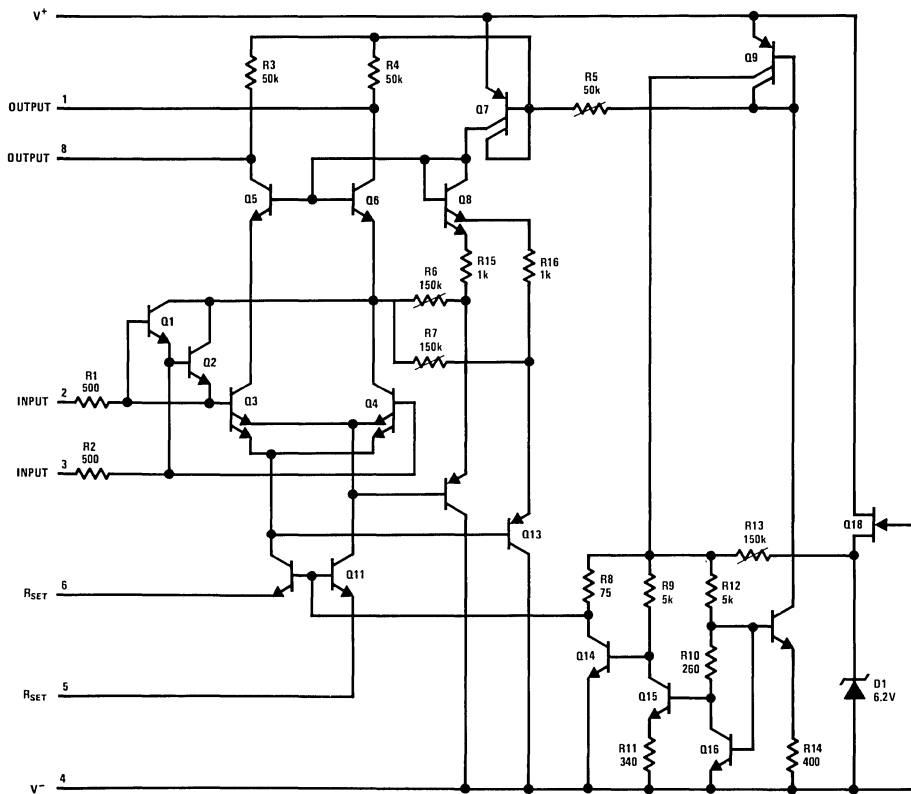 V+
R3
50k
R4
50k
Q9
OUTPUT 1
R5
50k
Q7
OUTPUT 8
Q5
Q6
Q8
R15
1k
R16
1k
R6
150k
Q1
R7
150k
Q2
R1
500
INPUT 2
Q3
Q4
R2
500
INPUT 3
Q13
R13
150k
Q18
6
RSET
Q11
R8
75
R9
5k
R12
5k
Q14
R10
260
5
RSET
Q15
D1
6.2V
R11
340
Q16
R14
400
V- 4